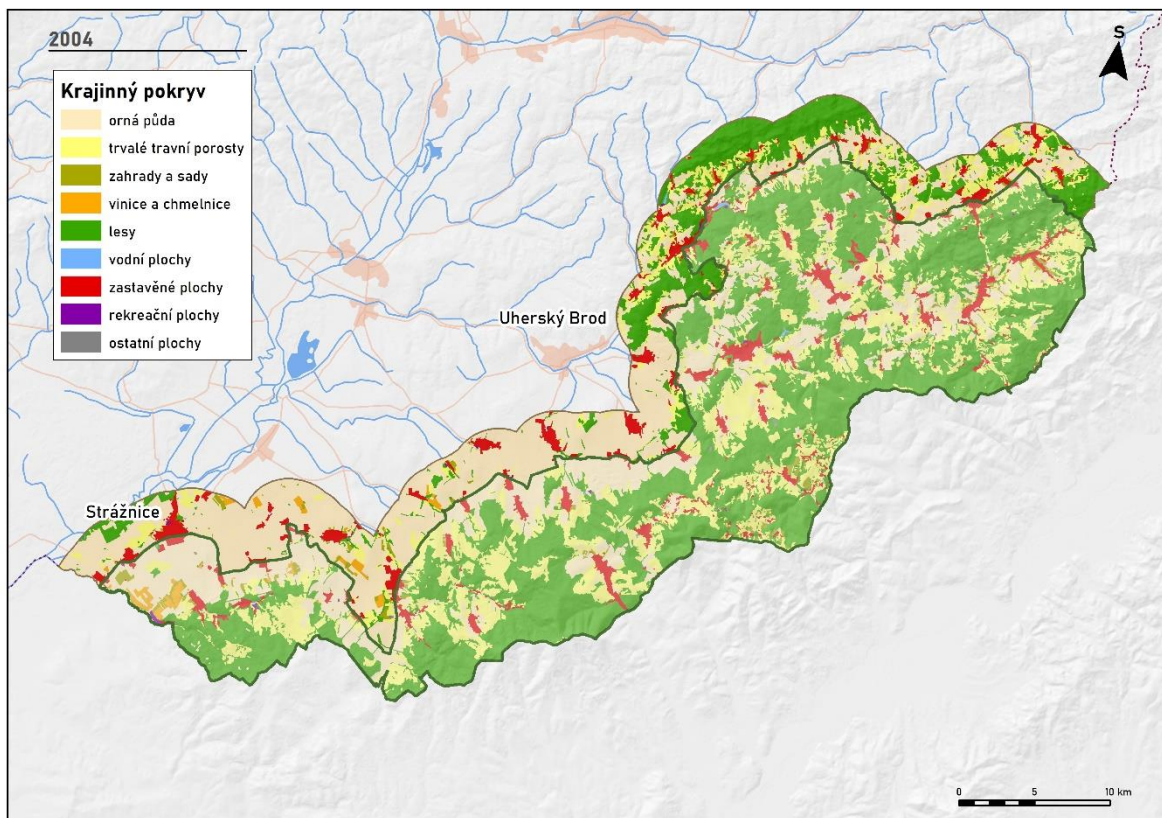 2004
S
Krajinný pokryv
orná půda
trvalé travní porosty
zahrady a sady
vinice a chmelnice
lesy
vodní plochy
zastavěné plochy
rekreační plochy
ostatní plochy
Uherský Brod
Strážnice
0 5 10 km